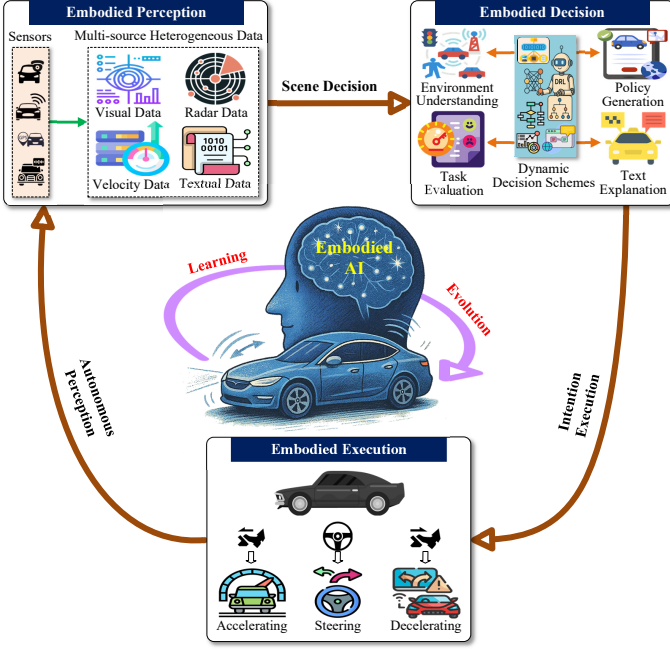 Embodied Perception
Sensors
Multi-source Heterogeneous Data
Visual Data
Radar Data
1010
00101
Velocity Data
Textual Data
Scene Decision
Embodied Decision
Environment
Understanding
DRL
Policy
Generation
Task
Evaluation
Dynamic
Decision Schemes
Text
Explanation
Embodied
AI
Learning
Evolution
Autonomous
Perception
Intention
Execution
Embodied Execution
Accelerating
Steering
Decelerating